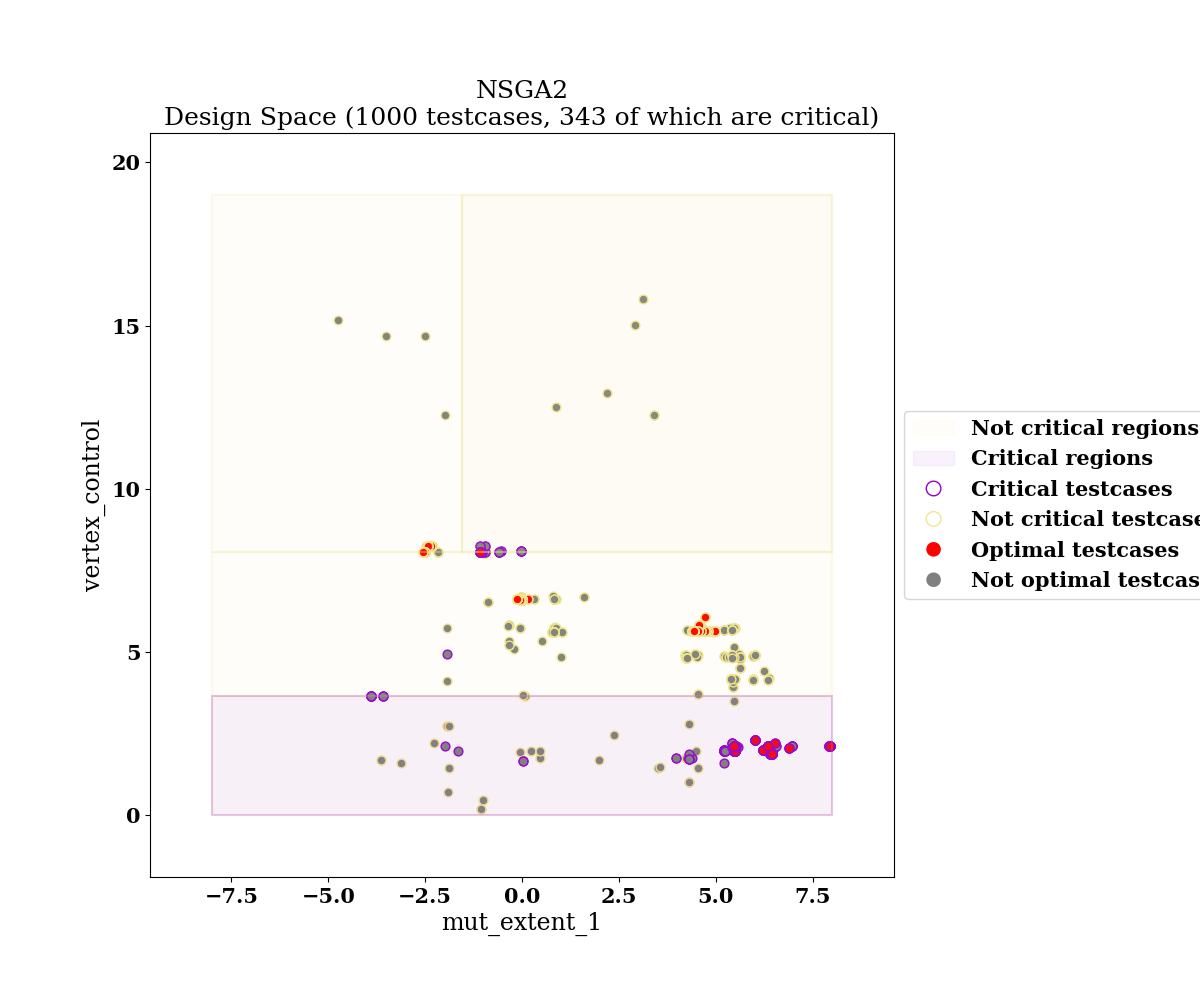 NSGA2
Design Space (1000 testcases, 343 of which are critical)
20
15
10
5
0
vertex_control
−7.5
−5.0
−2.5
0.0
2.5
5.0
7.5
mut_extent_1
Not critical regions
Critical regions
Critical testcases
Not critical testcase
Optimal testcases
Not optimal testcas